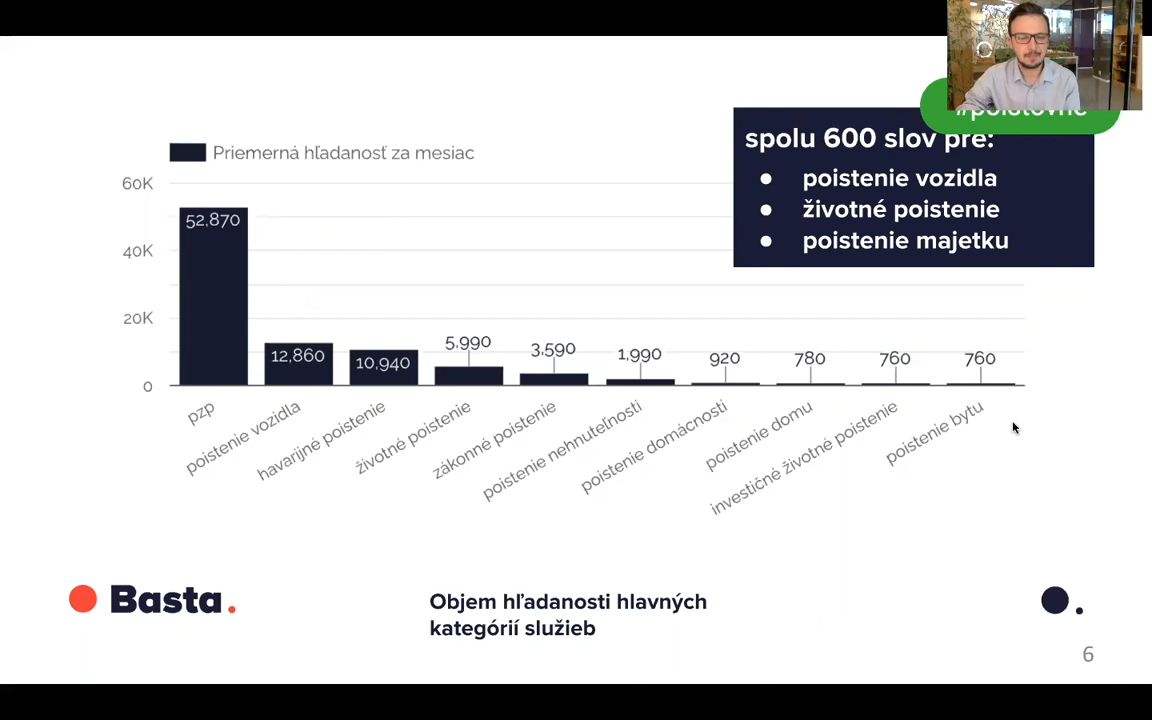 #poisťovne
spolu 600 slov pre:
● poistenie vozidla
● životné poistenie
● poistenie majetku
Priemerná hľadanosť za mesiac
60K
40K
20K
0
52,870
12,860
10,940
5,990
3,590
1,990
920
780
760
760
pzp
poistenie vozidla
havarijné poistenie
životné poistenie
zákonné poistenie
poistenie nehnuteľnosti
poistenie domácnosti
poistenie domu
investičné životné poistenie
poistenie bytu
Basta.
Objem hľadanosti hlavných
kategórií služieb
6